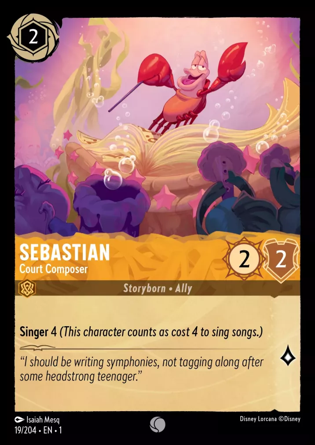 2
SEBASTIAN
Court Composer
2 2
Storyborn • Ally
Singer 4 (This character counts as cost 4 to sing songs.)
“I should be writing symphonies, not tagging along after
some headstrong teenager.”
Isaiah Mesq
Disney Lorcana ©Disney
19/204 • EN • 1